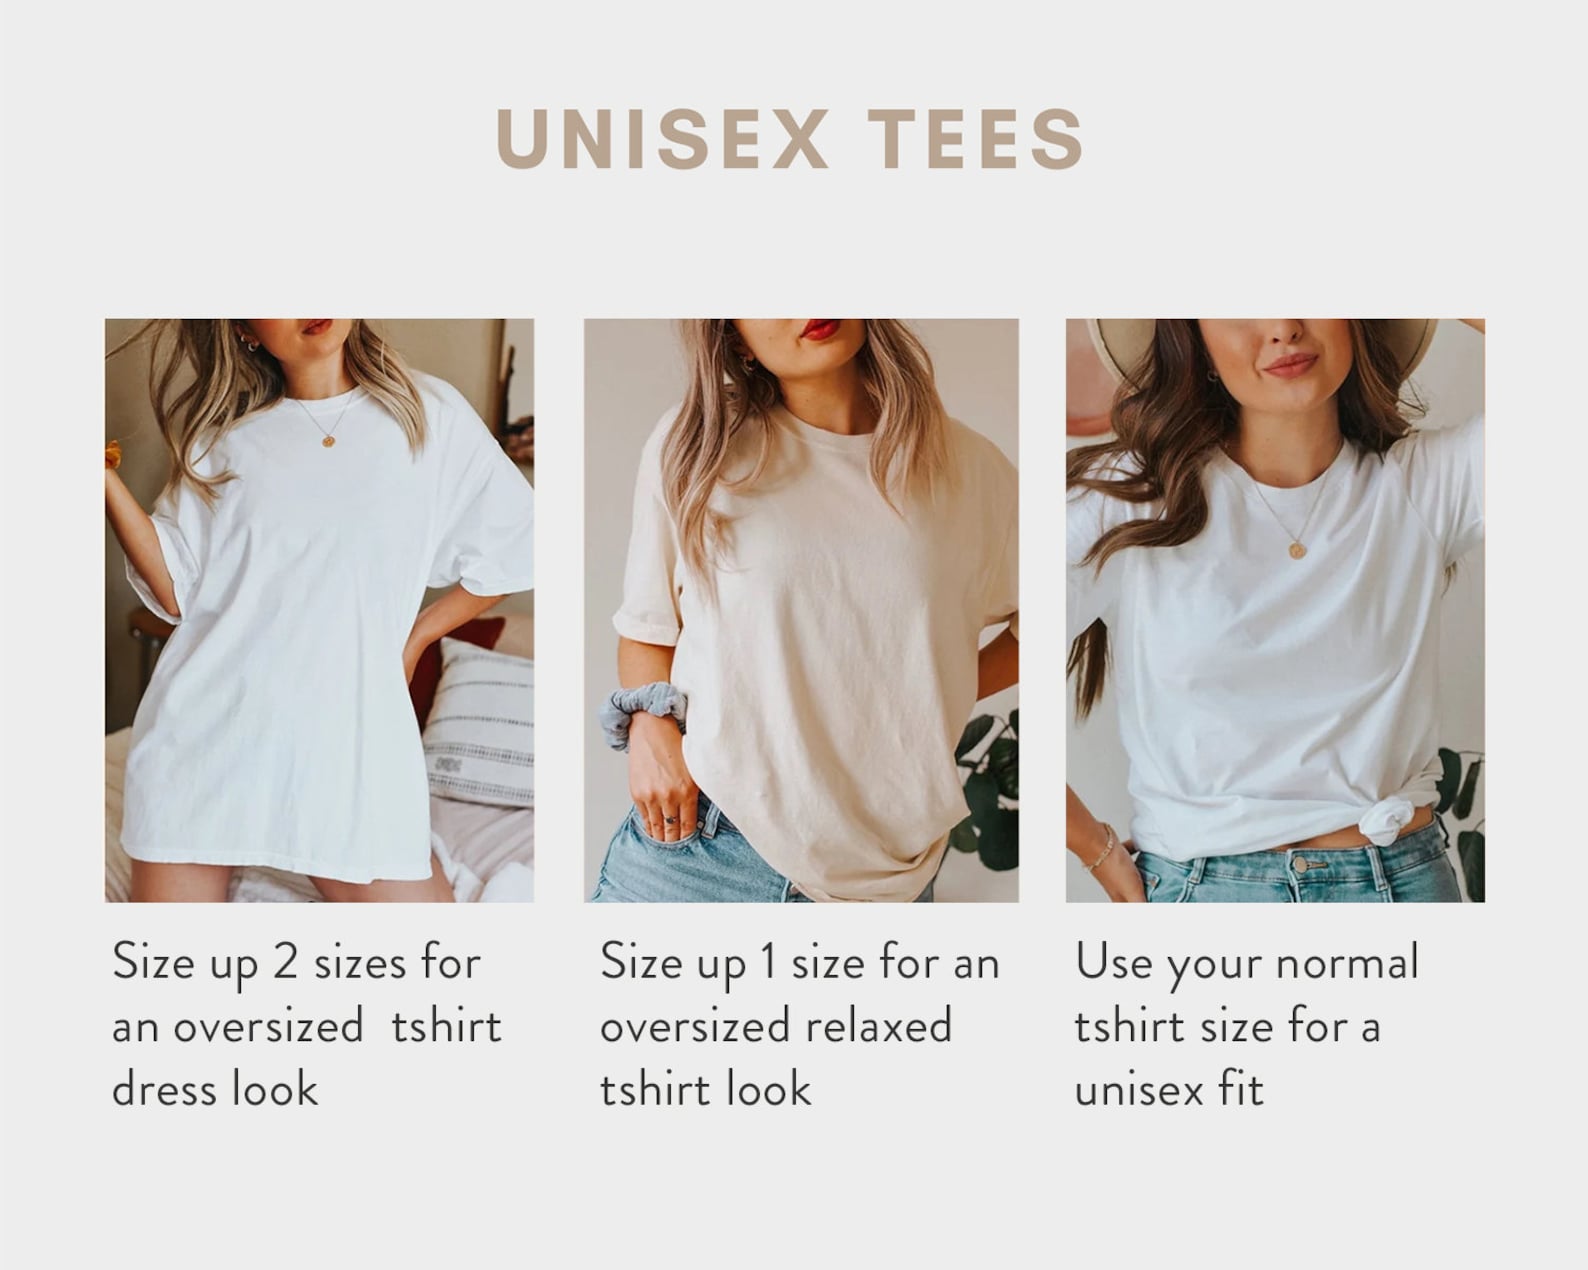 UNISEX TEES
Size up 2 sizes for
an oversized tshirt
dress look
Size up 1 size for an
oversized relaxed
tshirt look
Use your normal
tshirt size for a
unisex fit